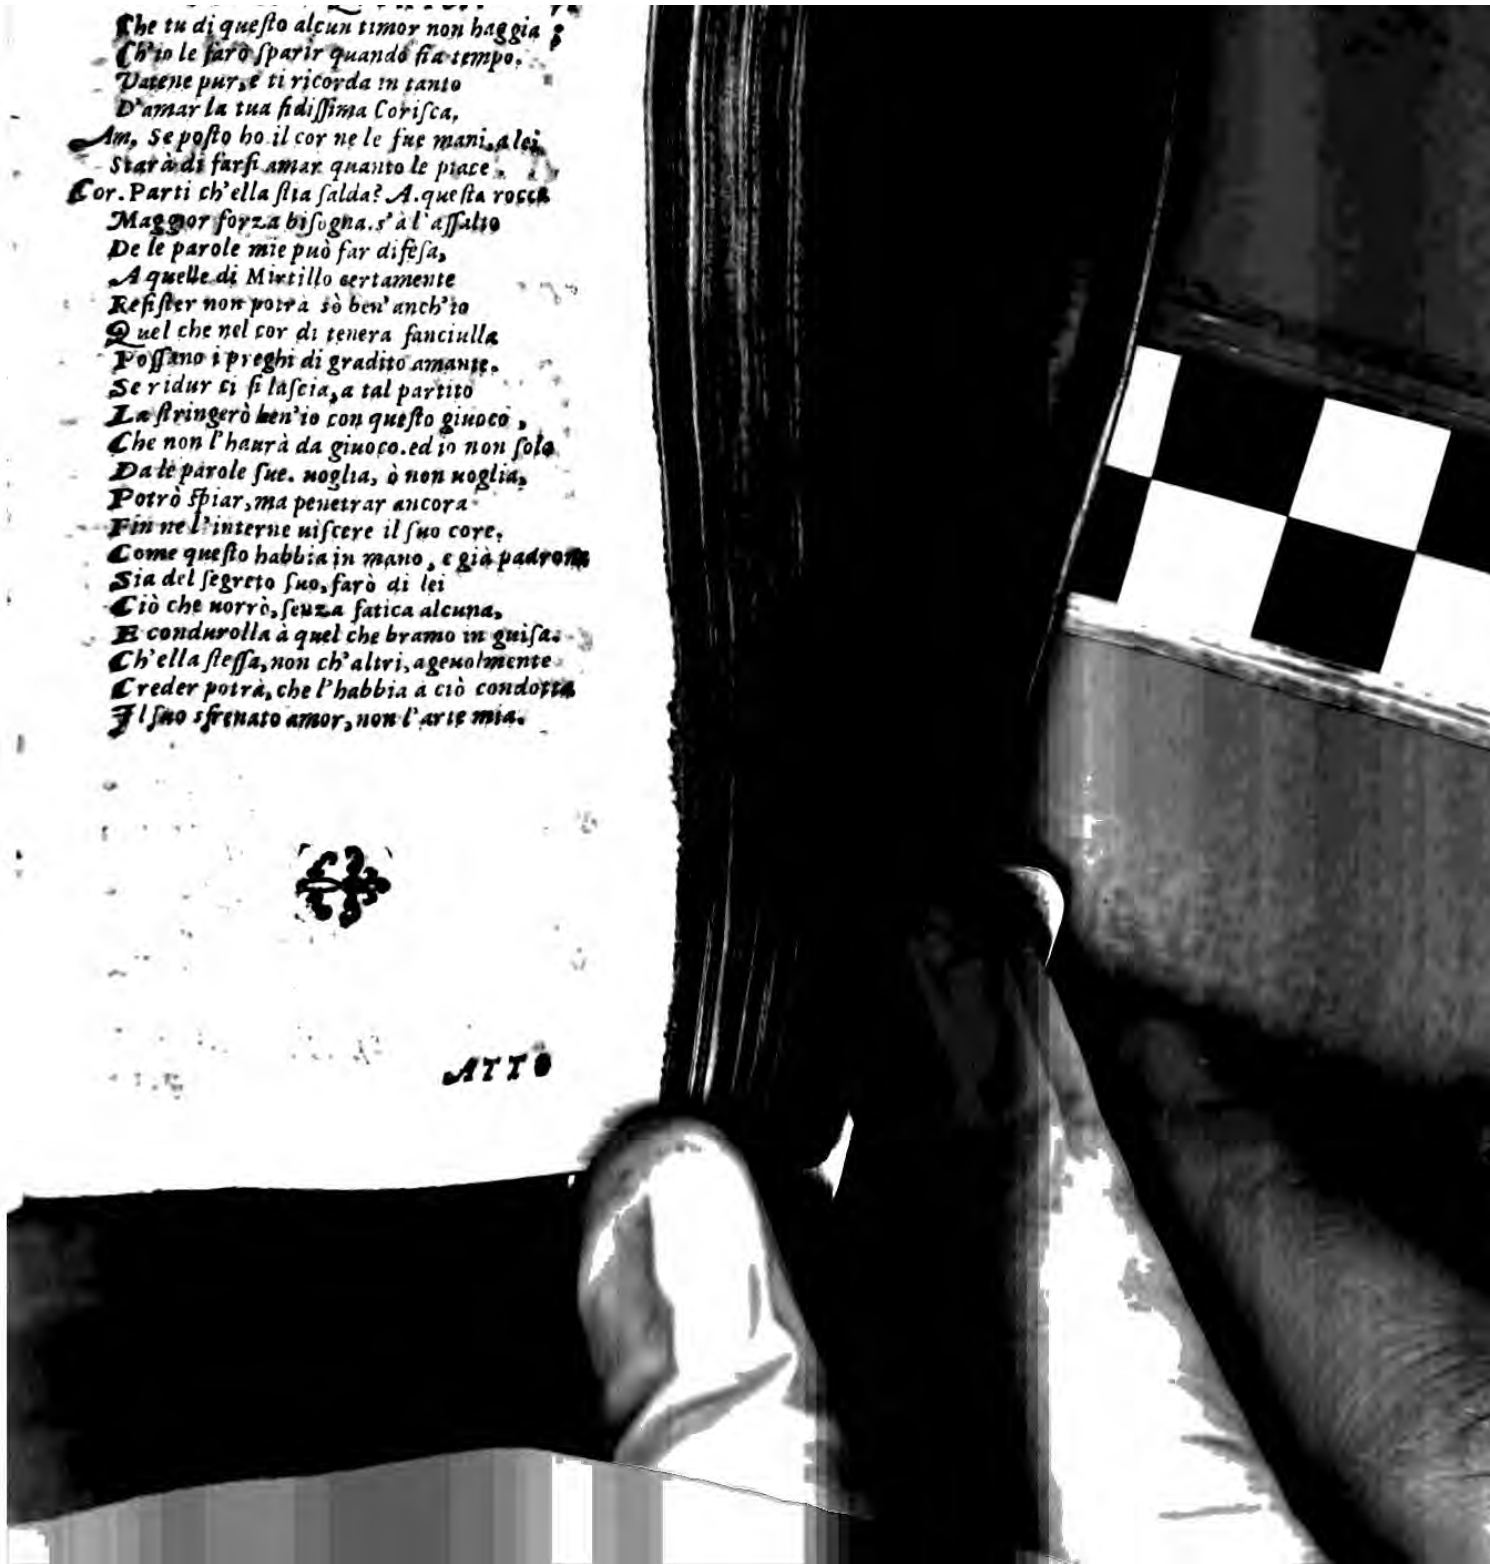 Che tu di queſto alcun timor non haggia;
Ch'io le farò ſparir quando fia tempo.
Vatene pur, e ti ricorda in tanto
D'amar la tua fidiſſima Coriſca,
Am, Se poſto ho il cor ne le ſue mani, a lei
Starà di farſi amar quanto le piace.
Cor. Parti ch'ella ſtia ſalda? A. queſta rocca
Maggior forza biſogna. s'à l'aſſalto
De le parole mie può far difeſa,
A quelle di Mirtillo certamente
Reſiſter non potrà sò ben'anch'io
Quel che nel cor di tenera fanciulla
Poſſano i preghi di gradito amante.
Se ridur ci ſi laſcia, a tal partito
La ſtringerò ben'io con queſto giuoco,
Che non l'haurà da giuoco. ed io non ſolo
Da le parole ſue. uoglia, ò non uoglia,
Potrò ſpiar, ma penetrar ancora
Fin ne l'interne uiſcere il ſuo core.
Come queſto habbia in mano, e già padrona
Sia del ſegreto ſuo, farò di lei
Ciò che uorrò, ſenza fatica alcuna,
E condurolla à quel che bramo in guiſa.
Ch'ella ſteſſa, non ch'altri, ageuolmente
Creder potrà, che l'habbia a ciò condotta
Il ſuo sfrenato amor, non l'arte mia.
ATTO